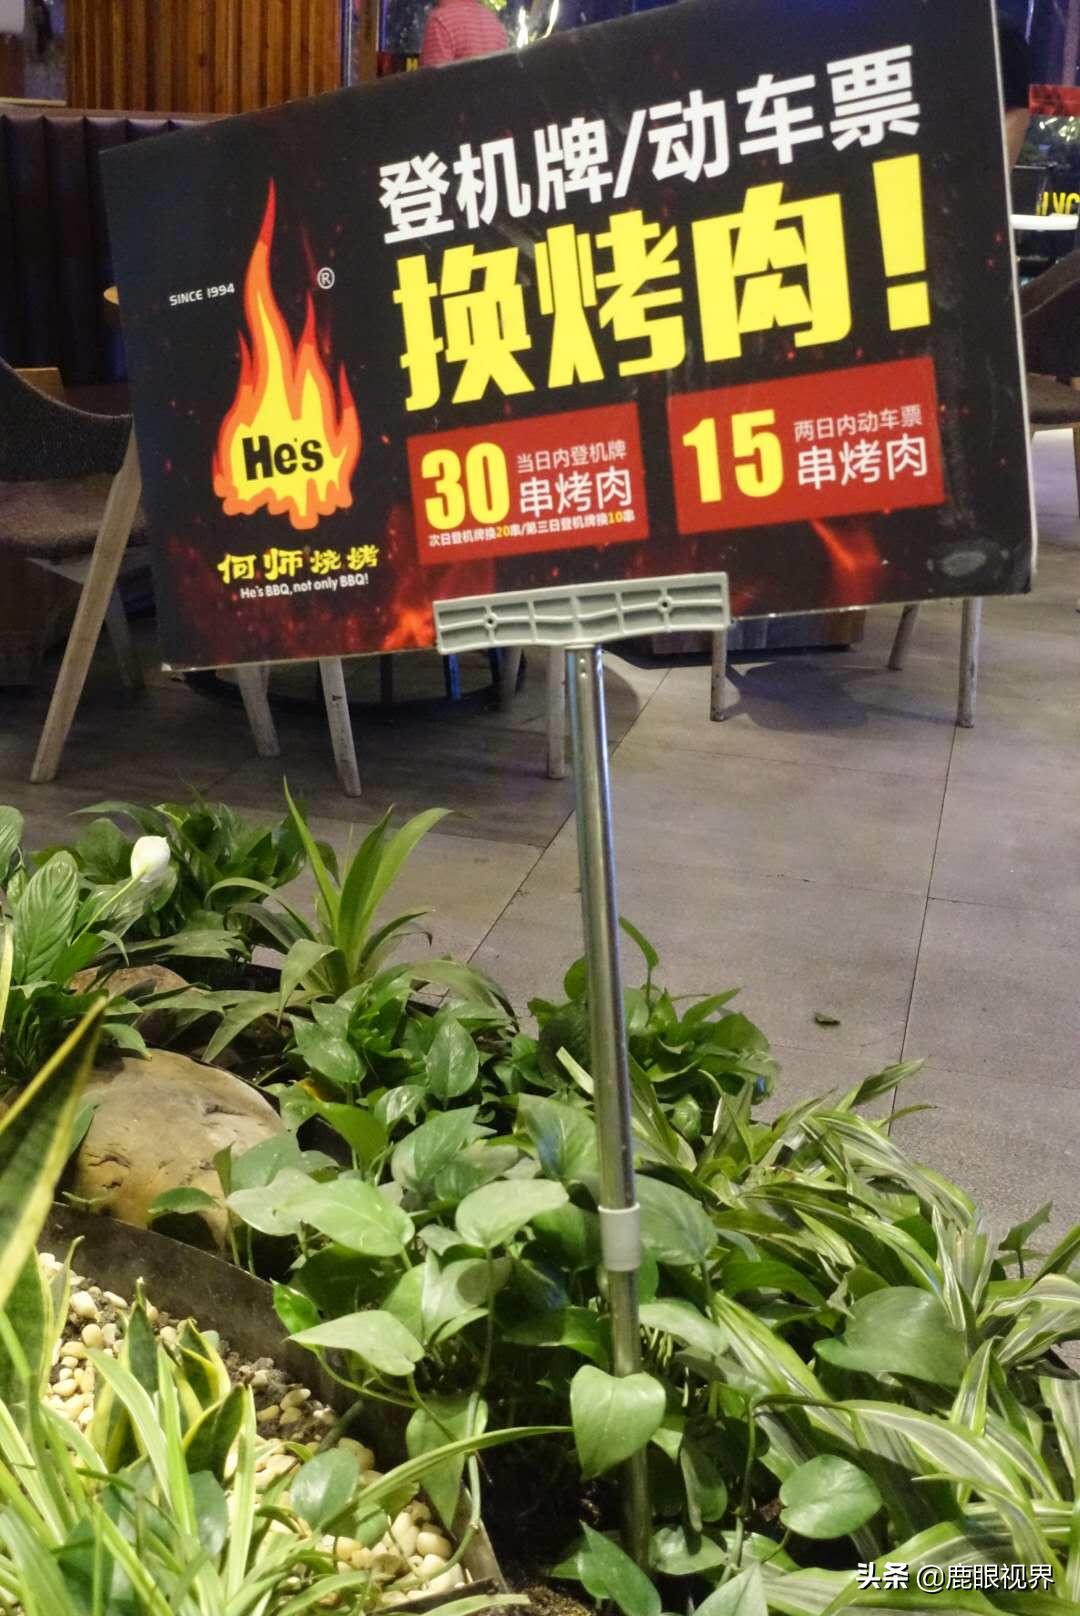 登机牌/动车票
换烤肉!
SINCE 1994
®
He's
何师烧烤
He's BBQ, not only BBQ!
30 当日内登机牌
串烤肉
次日登机牌换20串/第三日登机牌换10串
15 两日内动车票
串烤肉
头条 @鹿眼视界